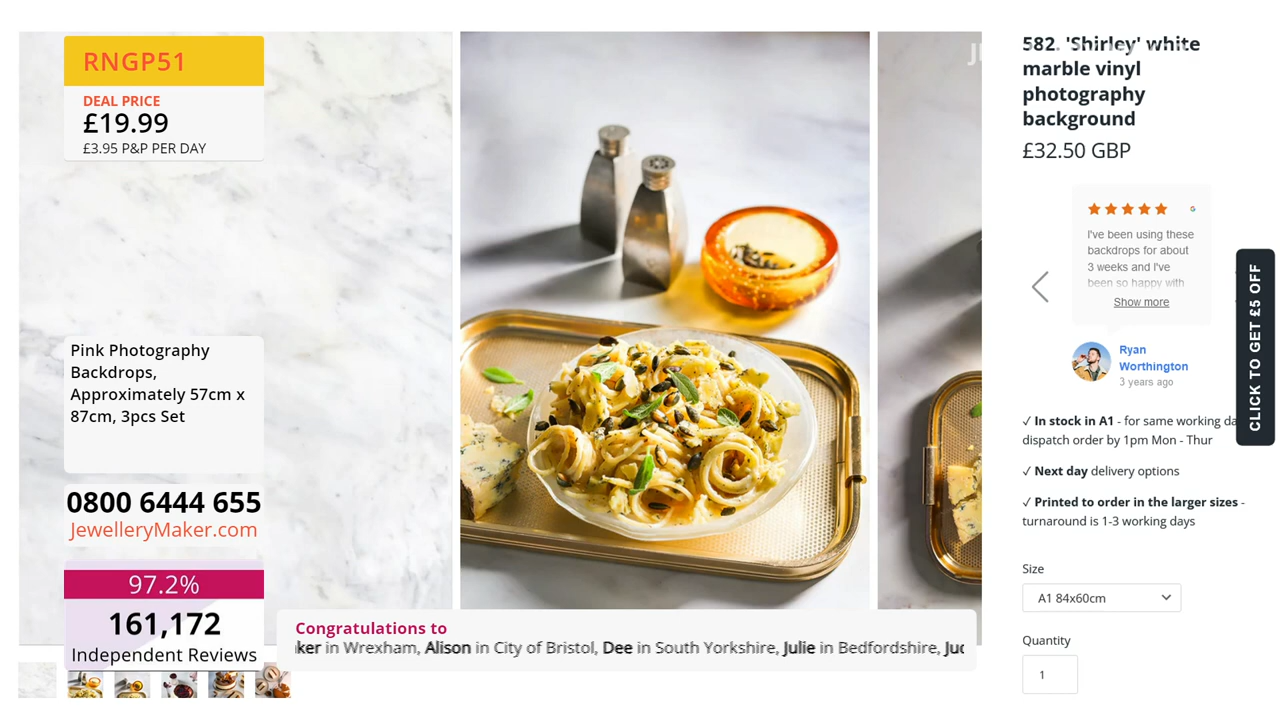 RNGP51
DEAL PRICE
£19.99
£3.95 P&P PER DAY
Pink Photography
Backdrops,
Approximately 57cm x
87cm, 3pcs Set
0800 6444 655
JewelleryMaker.com
97.2%
161,172
Independent Reviews
Congratulations to
ker in Wrexham, Alison in City of Bristol, Dee in South Yorkshire, Julie in Bedfordshire,
582. 'Shirley' white
marble vinyl
photography
background
£32.50 GBP
I've been using these
backdrops for about
3 weeks and I've
been so happy with
Show more
Ryan
Worthington
3 years ago
✓ In stock in A1 - for same working da
dispatch order by 1pm Mon - Thur
✓ Next day delivery options
✓ Printed to order in the larger sizes -
turnaround is 1-3 working days
Size
A1 84x60cm
Quantity
1
CLICK TO GET £5 OFF